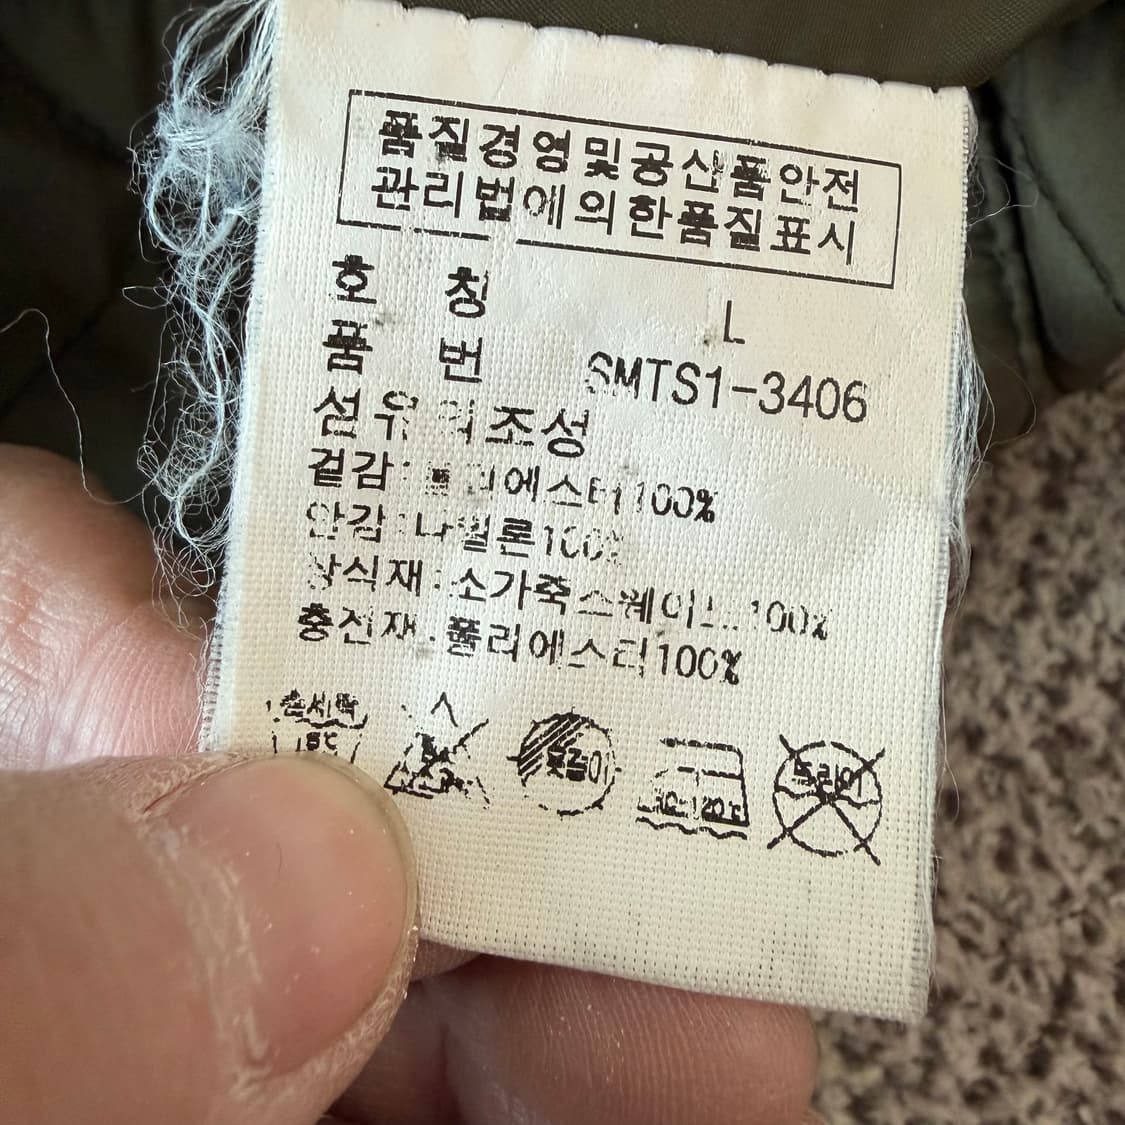 품질경영및공산품안전
관리법에의한품질표시
호 칭 L
품 번 SMTS1-3406
섬유의조성
겉감:폴리에스터100%
안감:나일론100%
장식재:소가죽스웨이드100%
충전재:폴리에스터100%
손세탁
드라이